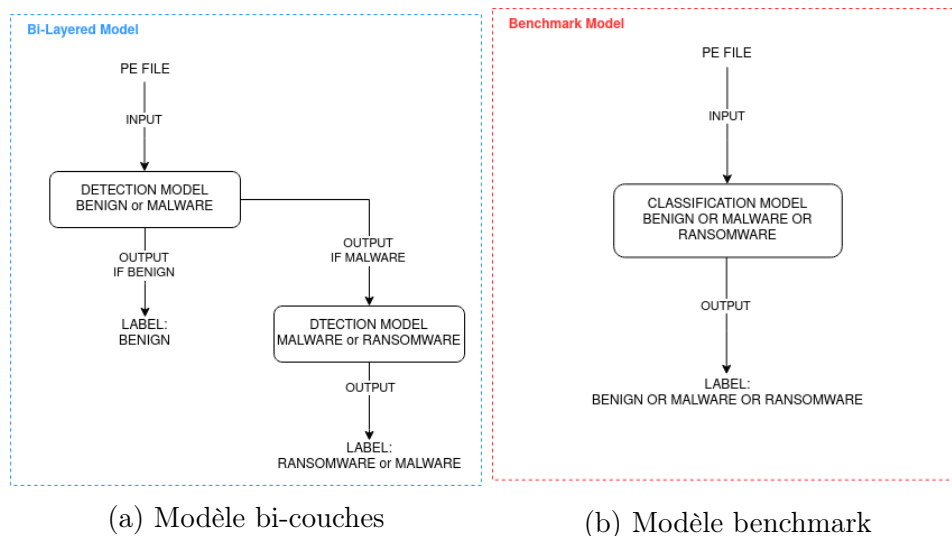 Bi-Layered Model
PE FILE
INPUT
DETECTION MODEL
BENIGN or MALWARE
OUTPUT
IF BENIGN
OUTPUT
IF MALWARE
LABEL:
BENIGN
DTECTION MODEL
MALWARE or RANSOMWARE
OUTPUT
LABEL:
RANSOMWARE or MALWARE
(a) Modèle bi-couches
Benchmark Model
PE FILE
INPUT
CLASSIFICATION MODEL
BENIGN OR MALWARE OR
RANSOMWARE
OUTPUT
LABEL:
BENIGN OR MALWARE OR RANSOMWARE
(b) Modèle benchmark